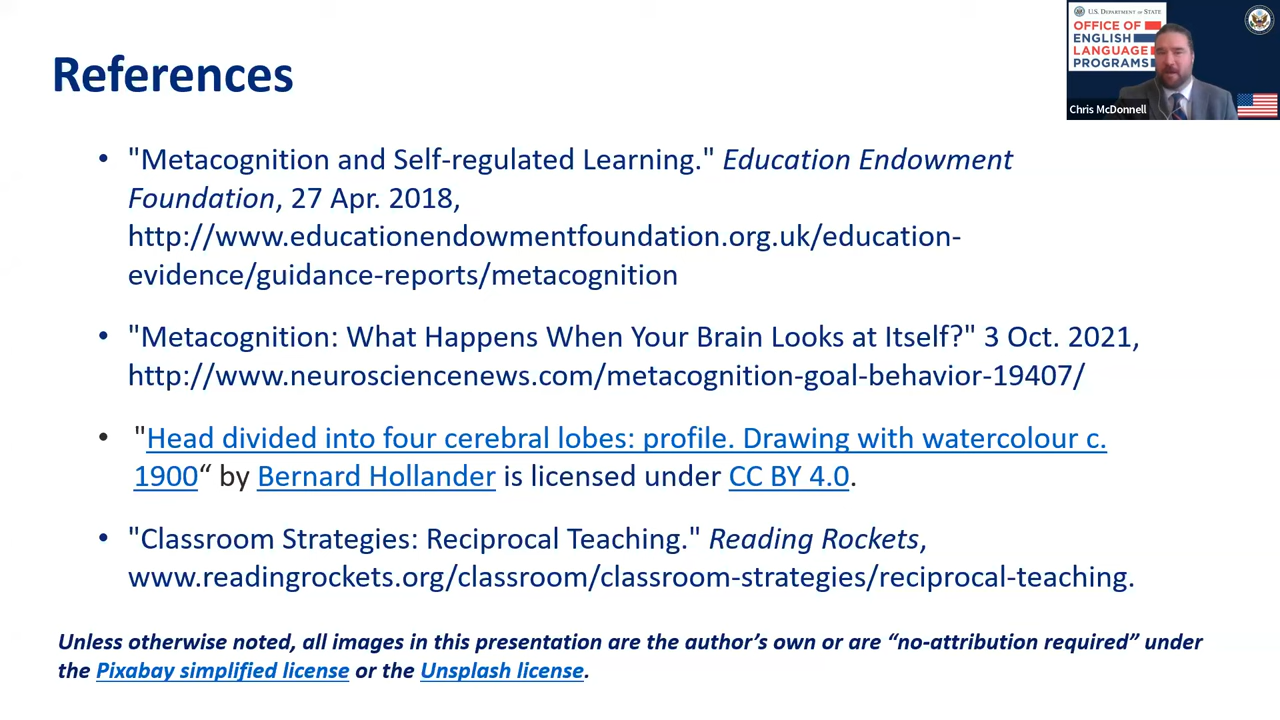 U.S. DEPARTMENT OF STATE
OFFICE OF
ENGLISH
LANGUAGE
PROGRAMS
Chris McDonnell
References
• "Metacognition and Self-regulated Learning." Education Endowment
Foundation, 27 Apr. 2018,
http://www.educationendowmentfoundation.org.uk/education-
evidence/guidance-reports/metacognition
• "Metacognition: What Happens When Your Brain Looks at Itself?" 3 Oct. 2021,
http://www.neurosciencenews.com/metacognition-goal-behavior-19407/
• "Head divided into four cerebral lobes: profile. Drawing with watercolour c.
1900“ by Bernard Hollander is licensed under CC BY 4.0.
• "Classroom Strategies: Reciprocal Teaching." Reading Rockets,
www.readingrockets.org/classroom/classroom-strategies/reciprocal-teaching.
Unless otherwise noted, all images in this presentation are the author’s own or are “no-attribution required” under
the Pixabay simplified license or the Unsplash license.